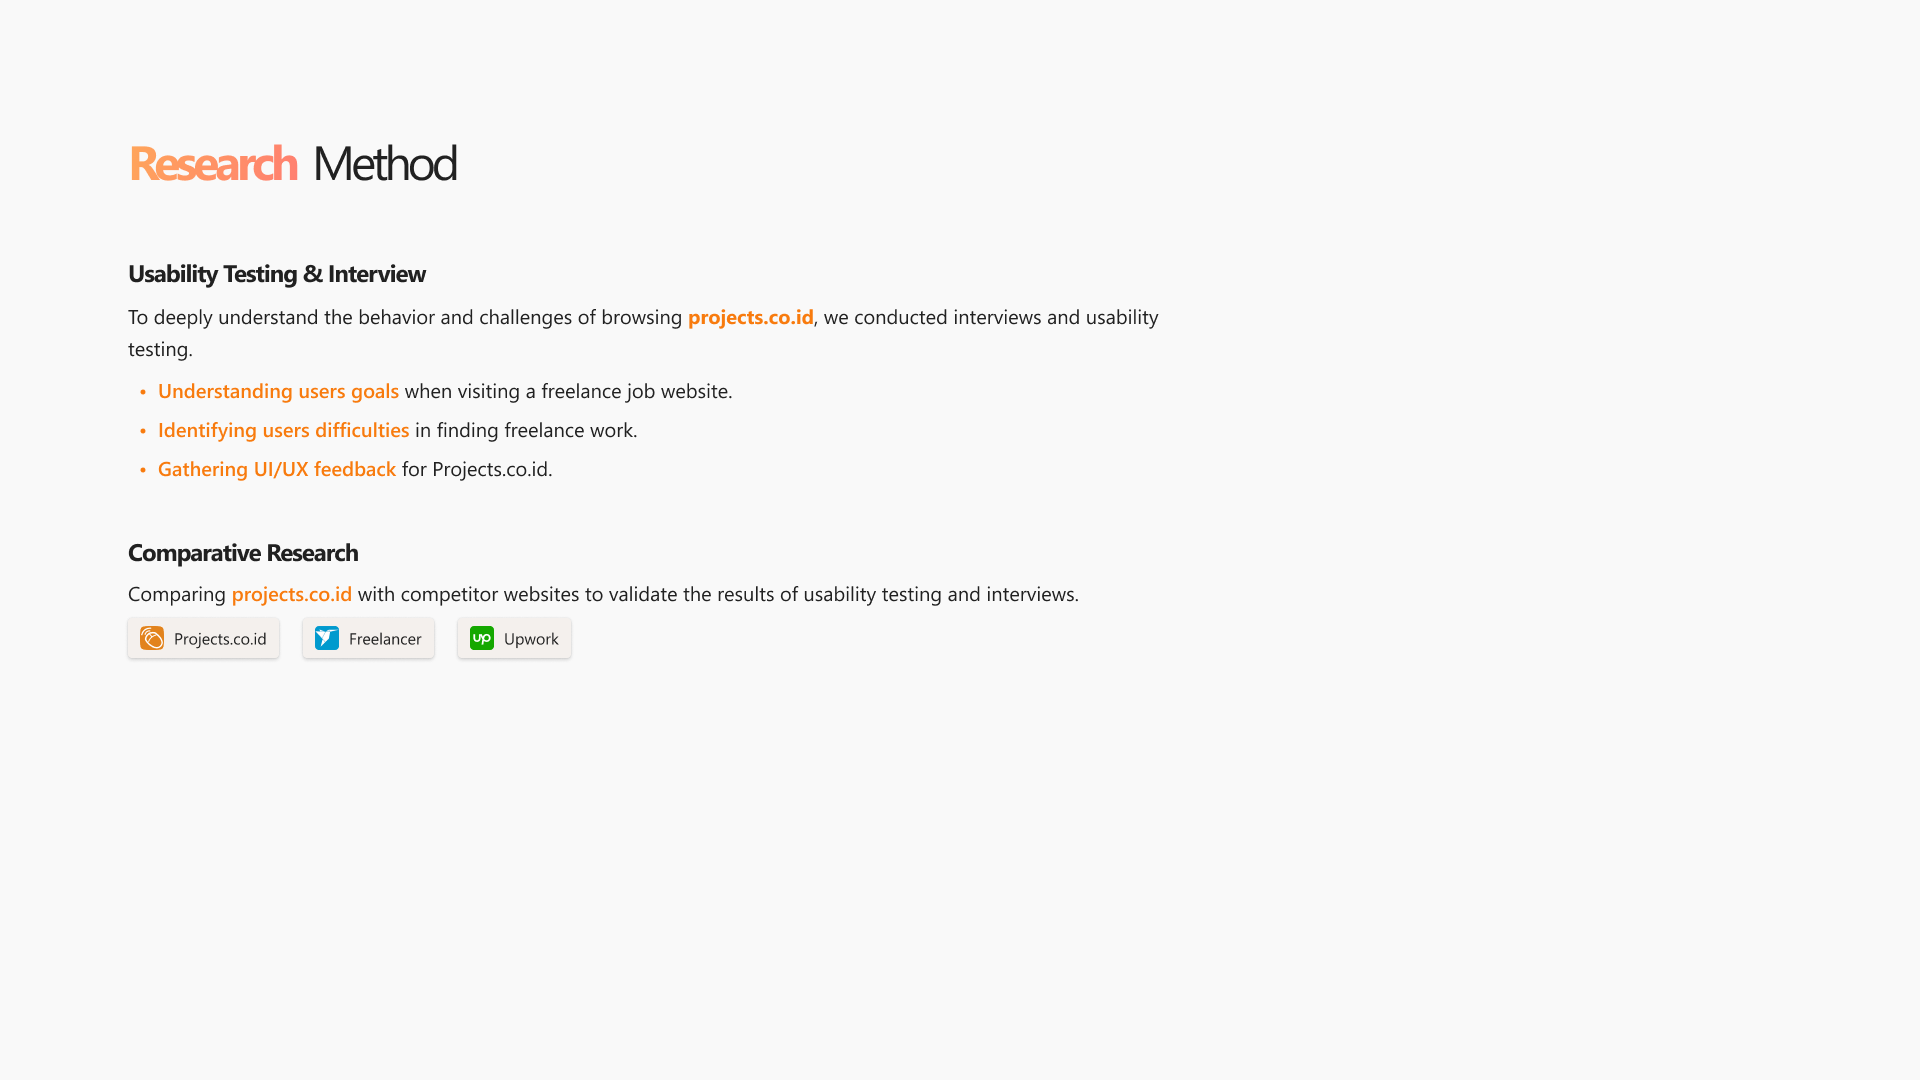 Research Method
Usability Testing & Interview
To deeply understand the behavior and challenges of browsing projects.co.id, we conducted interviews and usability
testing.
• Understanding users goals when visiting a freelance job website.
• Identifying users difficulties in finding freelance work.
• Gathering UI/UX feedback for Projects.co.id.
Comparative Research
Comparing projects.co.id with competitor websites to validate the results of usability testing and interviews.
Projects.co.id Freelancer up Upwork